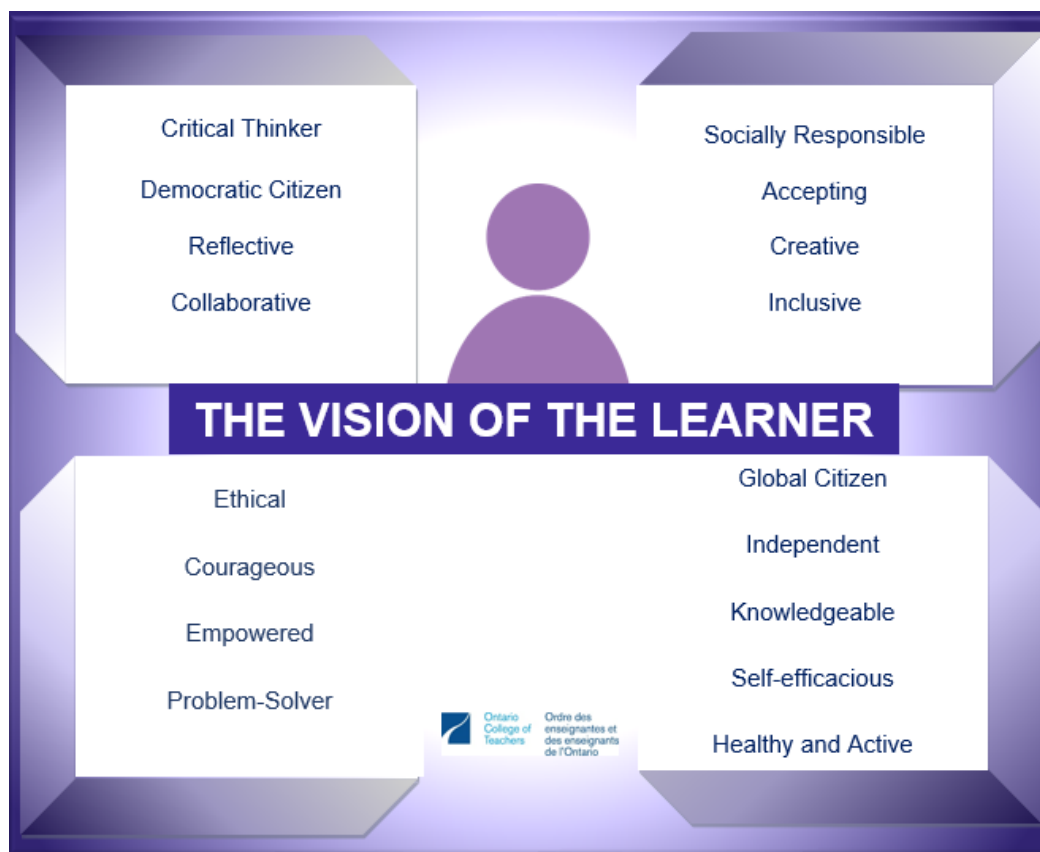 Critical Thinker
Democratic Citizen
Reflective
Collaborative
Socially Responsible
Accepting
Creative
Inclusive
THE VISION OF THE LEARNER
Ethical
Courageous
Empowered
Problem-Solver
Global Citizen
Independent
Knowledgeable
Self-efficacious
Healthy and Active
Ontario
College of
Teachers
Ordre des
enseignantes et
des enseignants
de l'Ontario